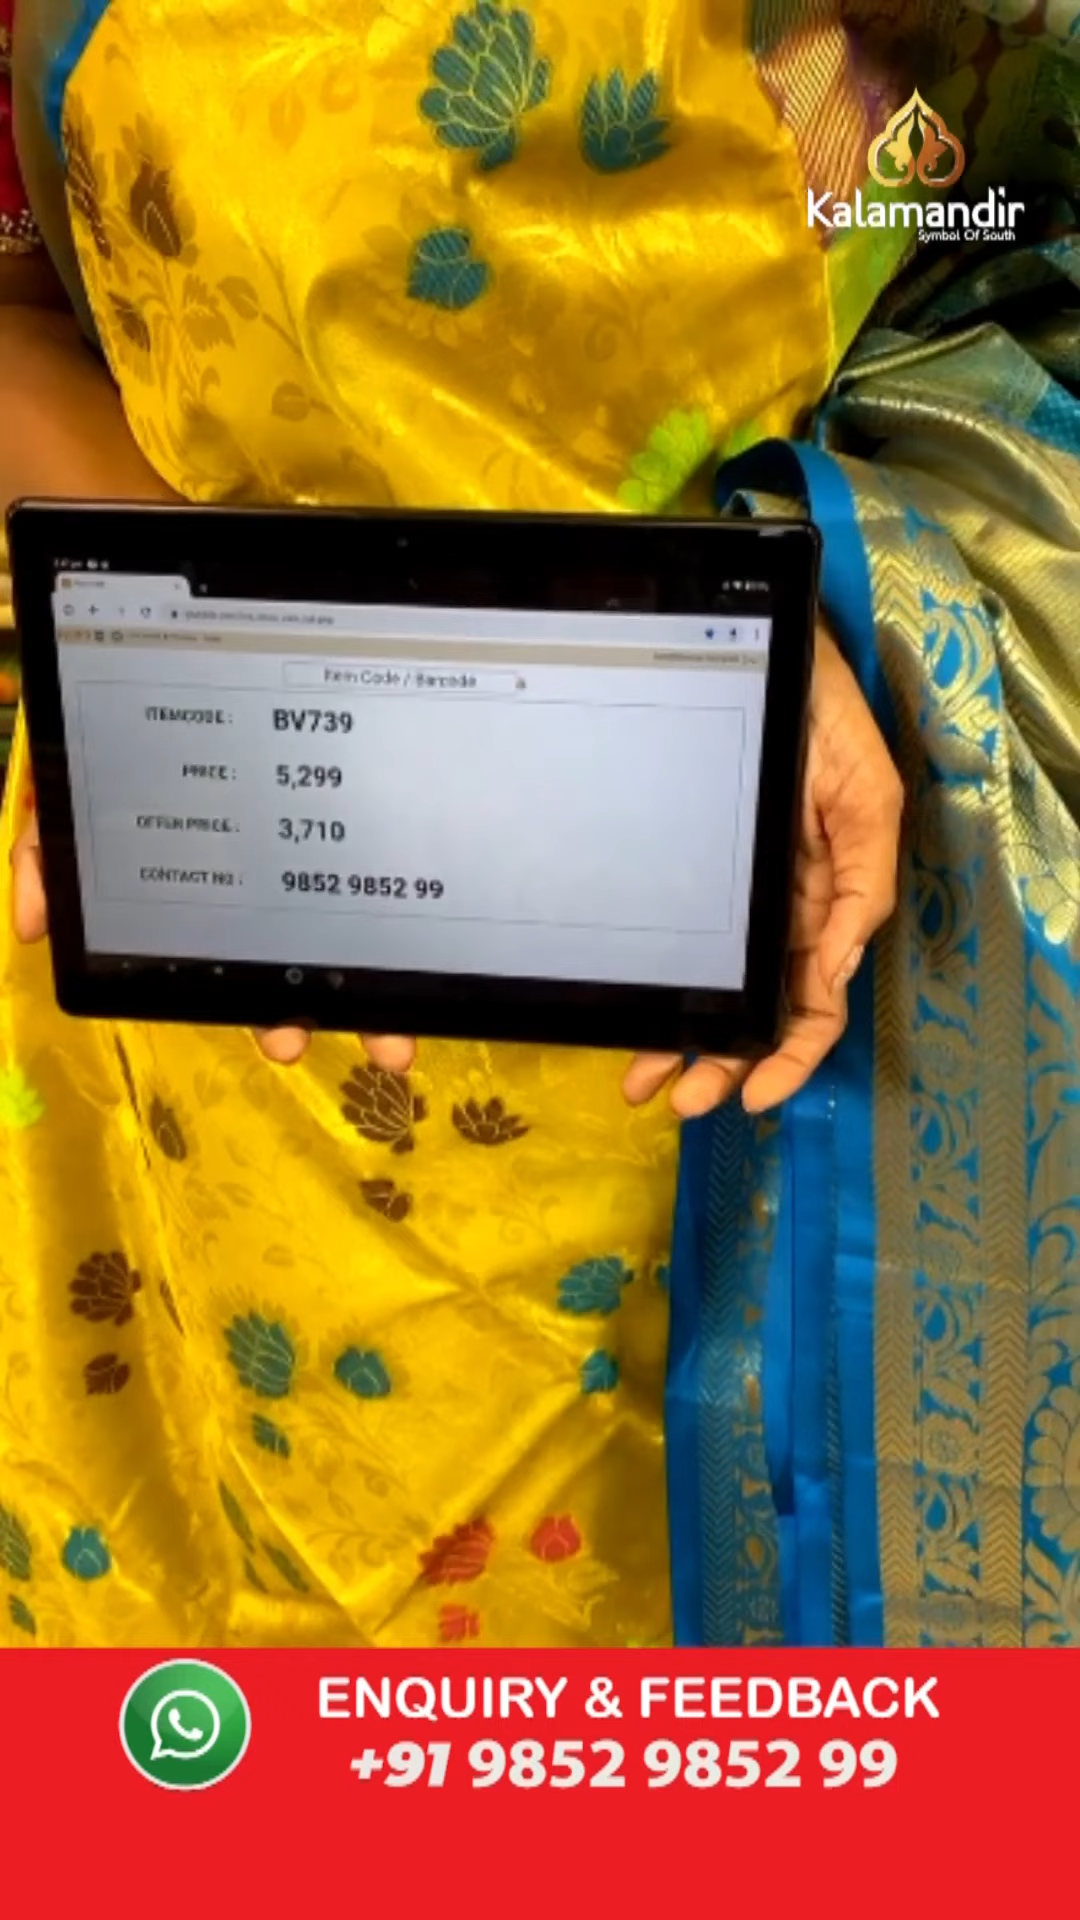 Kalamandir
Symbol Of South
Item Code / Barcode
ITEMCODE : BV739
PRICE : 5,299
OFFER PRICE : 3,710
CONTACT NO : 9852 9852 99
ENQUIRY & FEEDBACK
+91 9852 9852 99